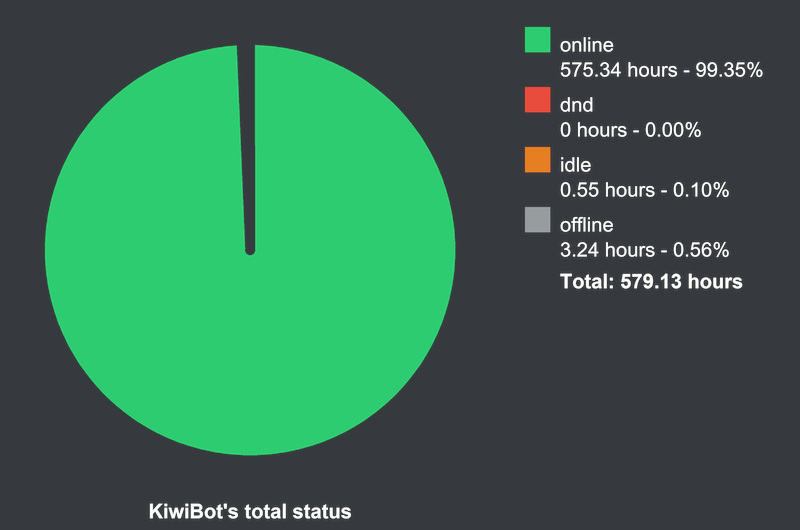 online
575.34 hours - 99.35%
dnd
0 hours - 0.00%
idle
0.55 hours - 0.10%
offline
3.24 hours - 0.56%
Total: 579.13 hours
KiwiBot's total status